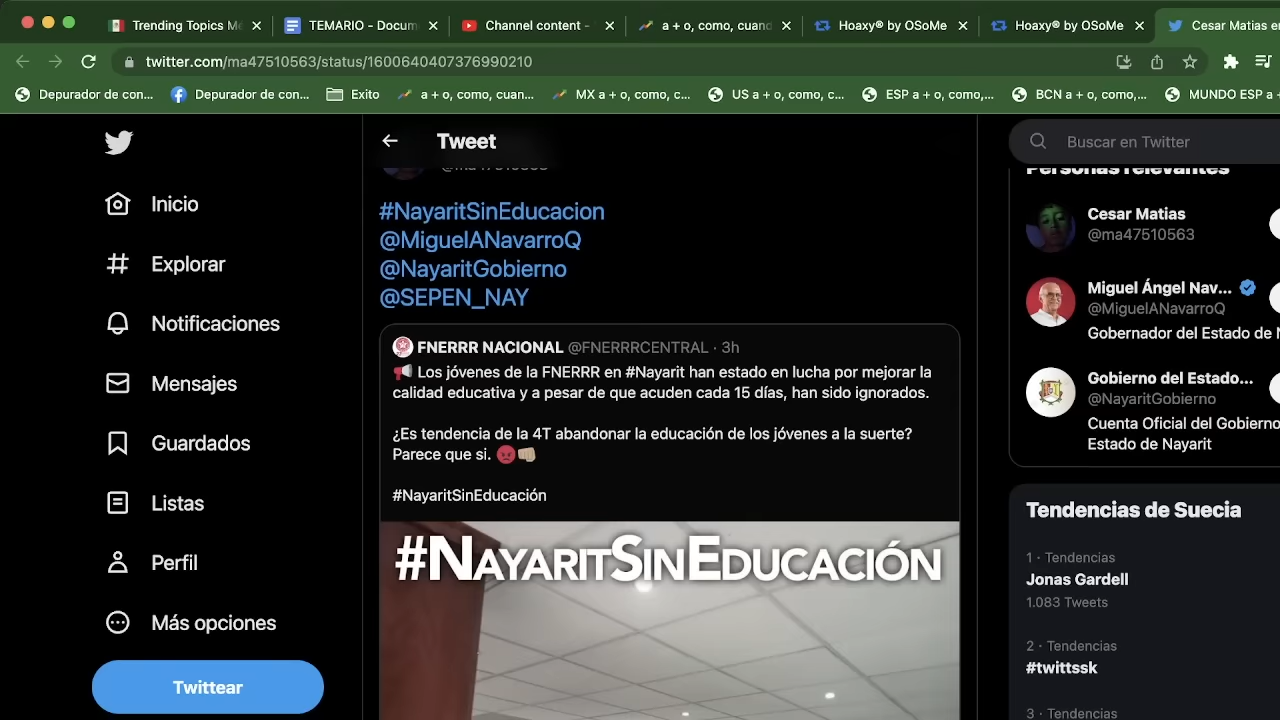 Trending Topics Mé
TEMARIO - Docum
Channel content -
a + o, como, cuand
Hoaxy® by OSoMe
Hoaxy® by OSoMe
Cesar Matias en
twitter.com/ma47510563/status/1600640407376990210
Depurador de con...
Depurador de con...
Exito
a + o, como, cuan...
MX a + o, como, c...
US a + o, como, c...
ESP a + o, como,...
BCN a + o, como,...
MUNDO ESP a +
Inicio
Explorar
Notificaciones
Mensajes
Guardados
Listas
Perfil
Más opciones
Twittear
Tweet
@ma47510563
#NayaritSinEducacion
@MiguelANavarroQ
@NayaritGobierno
@SEPEN_NAY
FNERRR NACIONAL @FNERRRCENTRAL · 3h
📢 Los jóvenes de la FNERRR en #Nayarit han estado en lucha por mejorar la
calidad educativa y a pesar de que acuden cada 15 días, han sido ignorados.
¿Es tendencia de la 4T abandonar la educación de los jóvenes a la suerte?
Parece que si. 😡👊🏼
#NayaritSinEducación
#NAYARITSINEDUCACIÓN
Buscar en Twitter
Personas relevantes
Cesar Matias
@ma47510563
Miguel Ángel Nav...
@MiguelANavarroQ
Gobernador del Estado de N
Gobierno del Estado...
@NayaritGobierno
Cuenta Oficial del Gobierno
Estado de Nayarit
Tendencias de Suecia
1 · Tendencias
Jonas Gardell
1.083 Tweets
2 · Tendencias
#twittssk
3 · Tendencias